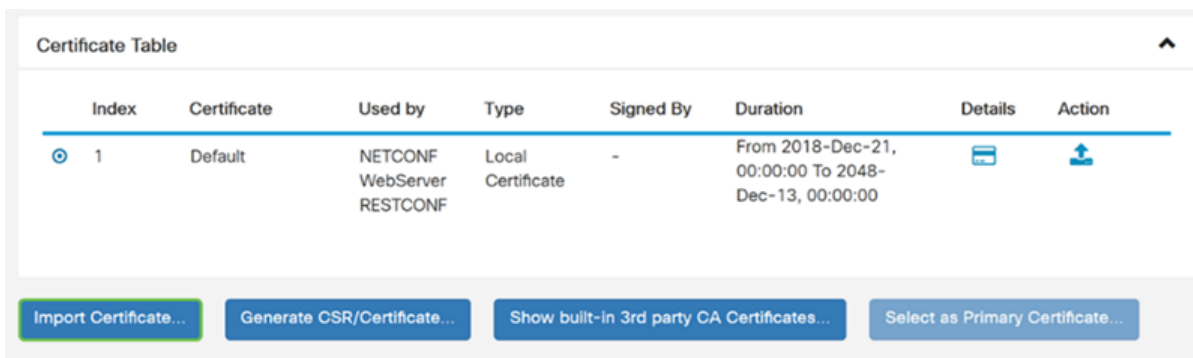 Certificate Table
Index Certificate Used by Type Signed By Duration Details Action
1 Default NETCONF Local - From 2018-Dec-21,
WebServer Certificate 00:00:00 To 2048-
RESTCONF Dec-13, 00:00:00
Import Certificate... Generate CSR/Certificate... Show built-in 3rd party CA Certificates... Select as Primary Certificate...